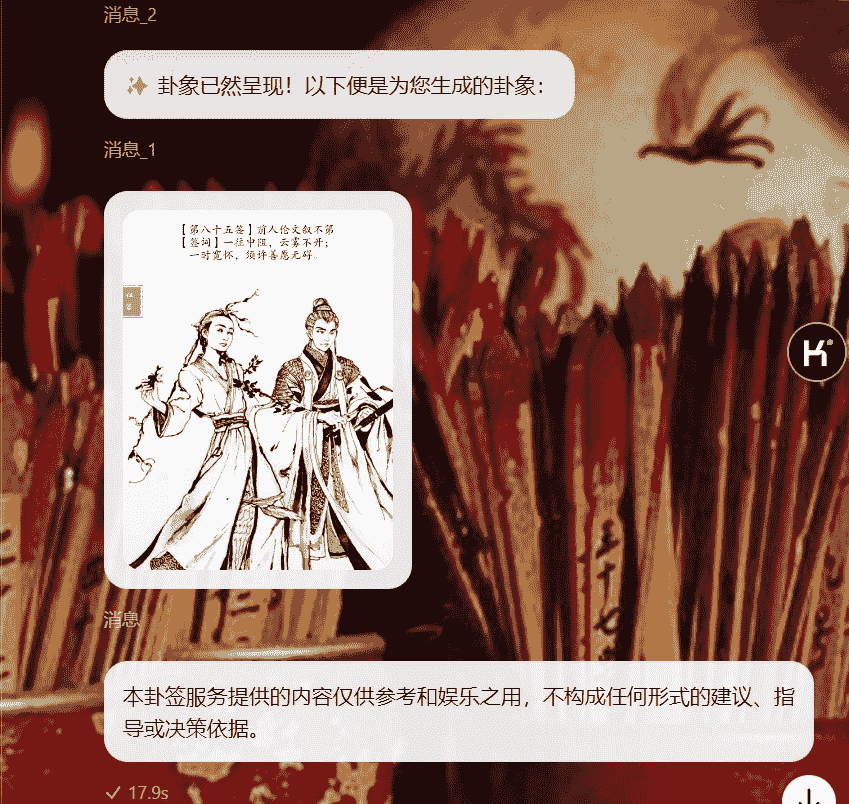 消息_2
卦象已然呈现！以下便是为您生成的卦象：
消息_1
【第八十五签】前人伦文叙不第
【签词】一往中阻，云雾不开；
一时宽怀，须许善愿无碍。
消息
本卦签服务提供的内容仅供参考和娱乐之用，不构成任何形式的建议、指
导或决策依据。
17.9s